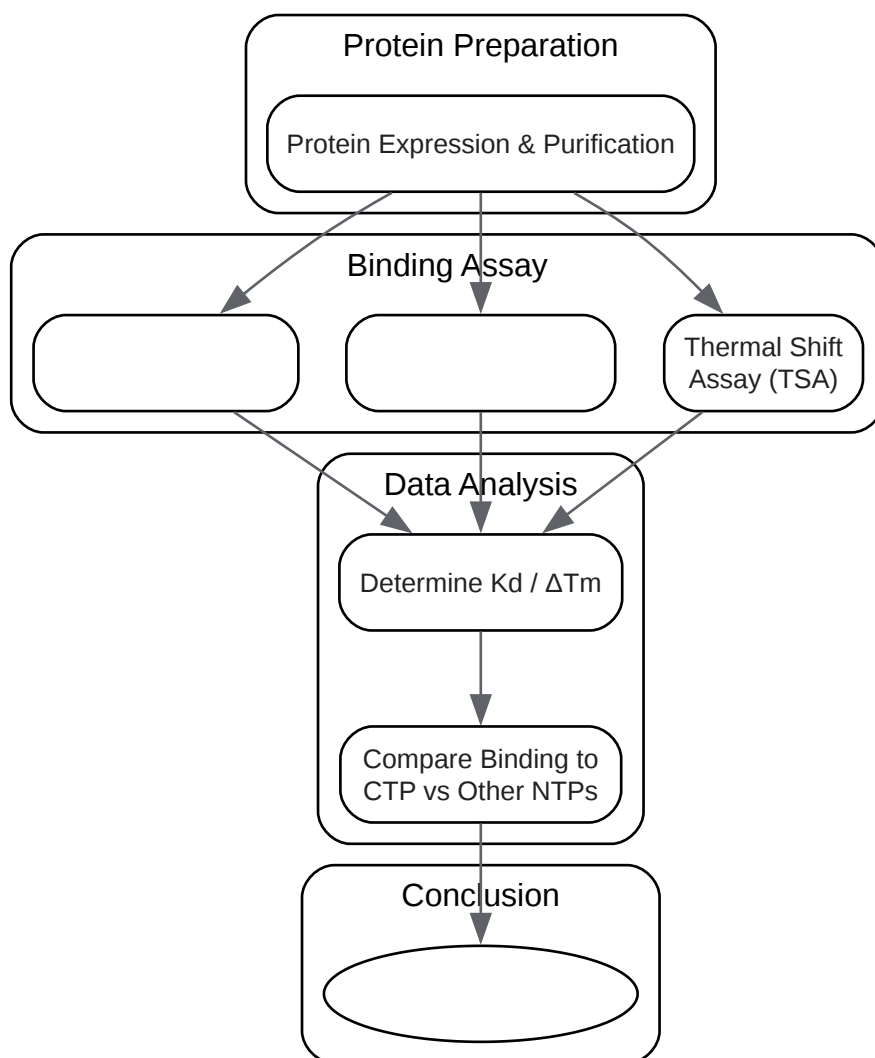 Protein Preparation
Protein Expression & Purification
Binding Assay
Thermal Shift
Assay (TSA)
Data Analysis
Determine Kd / ΔTm
Compare Binding to
CTP vs Other NTPs
Conclusion